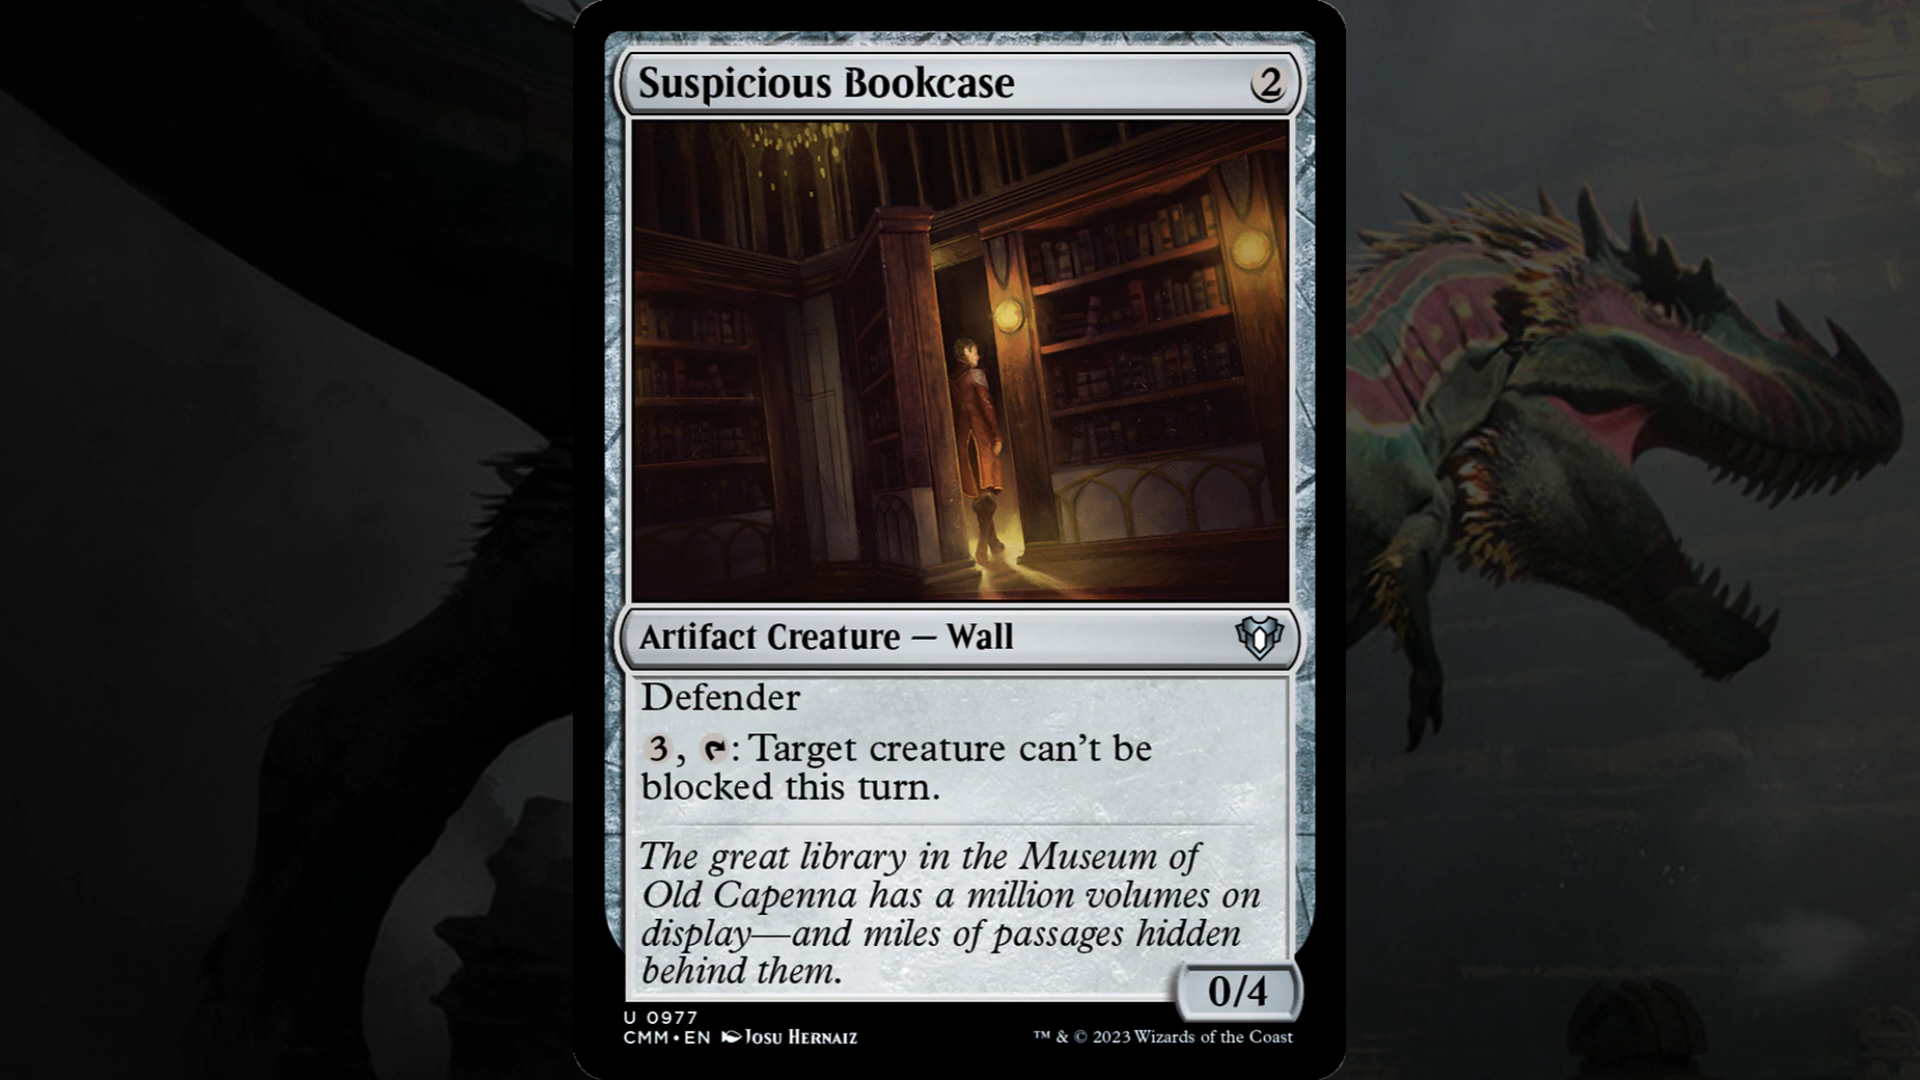 Suspicious Bookcase 2
Artifact Creature — Wall
Defender
3, : Target creature can't be
blocked this turn.
The great library in the Museum of
Old Capenna has a million volumes on
display—and miles of passages hidden
behind them.
0/4
U 0977
CMM • EN Josu Hernaiz
™ & © 2023 Wizards of the Coast